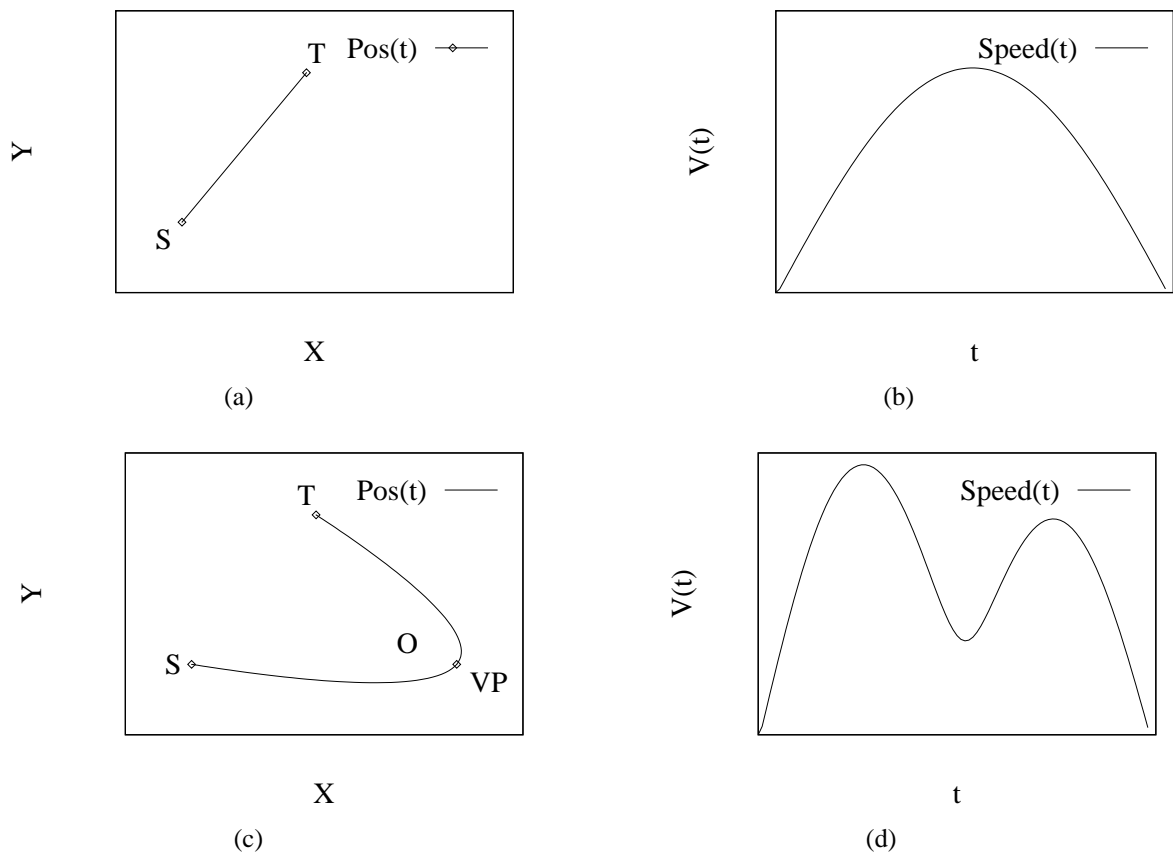 Pos(t)
T
S
Y
X
(a)
Speed(t)
V(t)
t
(b)
Pos(t)
T
O
S
VP
Y
X
(c)
Speed(t)
V(t)
t
(d)